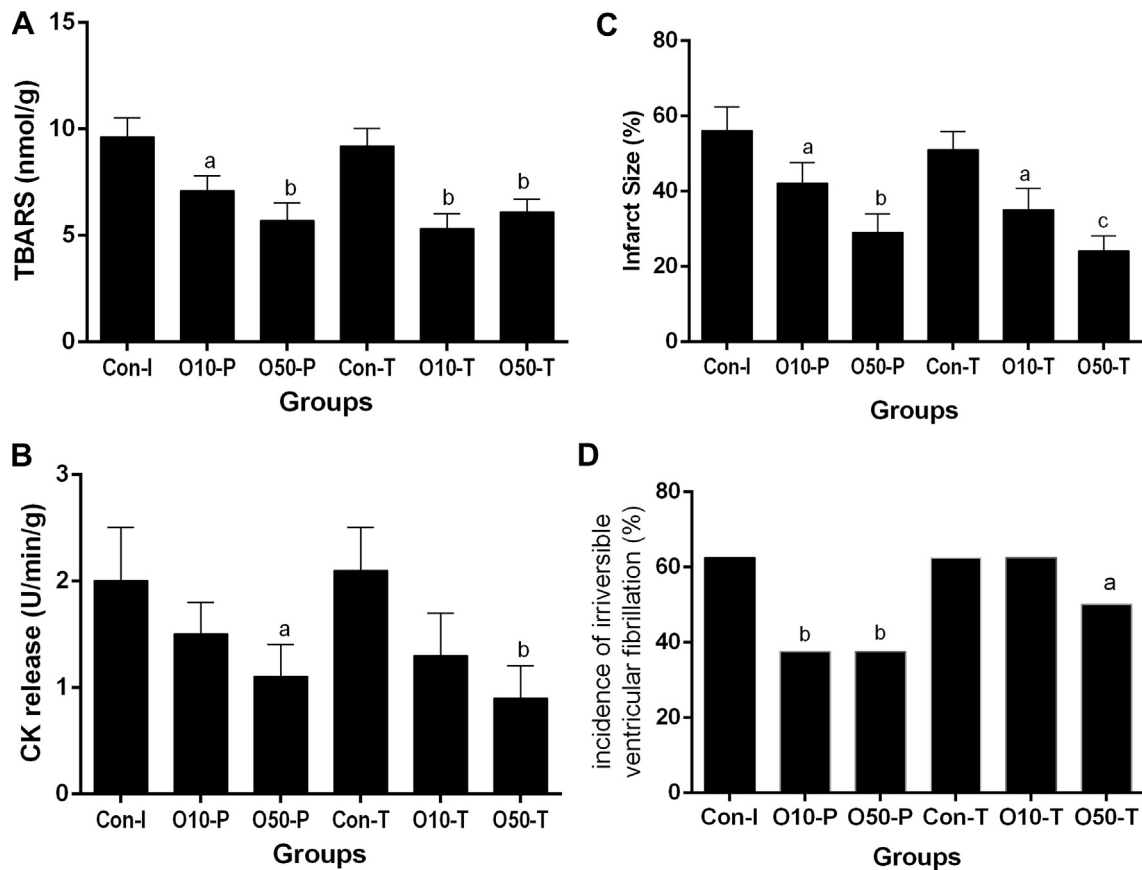 A
TBARS (nmol/g)
15
10
5
0
a
b
b
b
Con-I O10-P O50-P Con-T O10-T O50-T
Groups
C
Infarct Size (%)
80
60
40
20
0
a
b
a
c
Con-I O10-P O50-P Con-T O10-T O50-T
Groups
B
CK release (U/min/g)
3
2
1
0
a
b
Con-I O10-P O50-P Con-T O10-T O50-T
Groups
D
incidence of irriversible
ventricular fibrillation (%)
80
60
40
20
0
b
b
a
Con-I O10-P O50-P Con-T O10-T O50-T
Groups